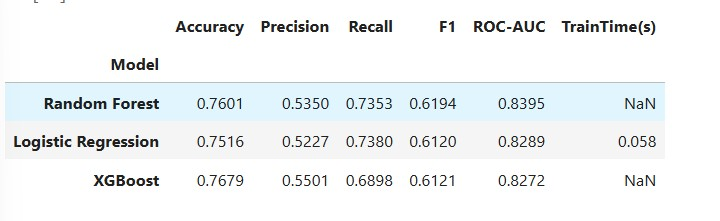 Accuracy Precision Recall F1 ROC-AUC TrainTime(s)
Model
Random Forest 0.7601 0.5350 0.7353 0.6194 0.8395 NaN
Logistic Regression 0.7516 0.5227 0.7380 0.6120 0.8289 0.058
XGBoost 0.7679 0.5501 0.6898 0.6121 0.8272 NaN